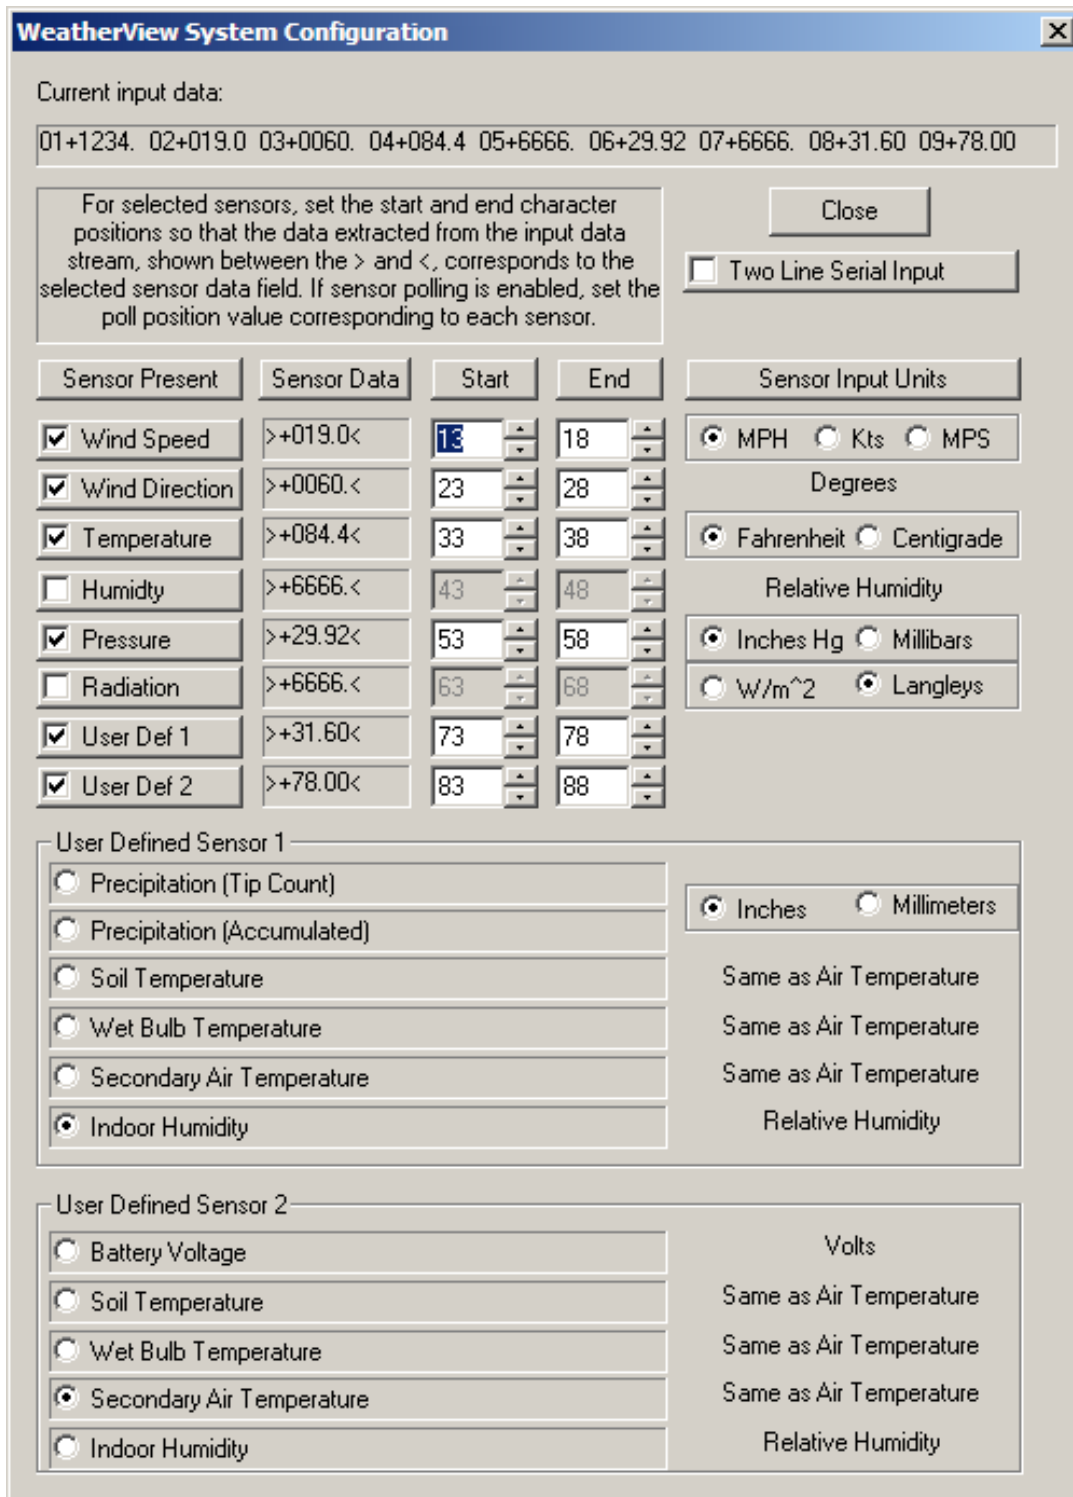 WeatherView System Configuration
Current input data:
01+1234. 02+019.0 03+0060. 04+084.4 05+6666. 06+29.92 07+6666. 08+31.60 09+78.00
For selected sensors, set the start and end character
positions so that the data extracted from the input data
stream, shown between the > and <, corresponds to the
selected sensor data field. If sensor polling is enabled, set the
poll position value corresponding to each sensor.
Close
Two Line Serial Input
Sensor Present Sensor Data Start End Sensor Input Units
Wind Speed >+019.0< 13 18 MPH Kts MPS
Wind Direction >+0060.< 23 28 Degrees
Temperature >+084.4< 33 38 Fahrenheit Centigrade
Humidty >+6666.< 43 48 Relative Humidity
Pressure >+29.92< 53 58 Inches Hg Millibars
Radiation >+6666.< 63 68 W/m^2 Langleys
User Def 1 >+31.60< 73 78
User Def 2 >+78.00< 83 88
User Defined Sensor 1
Precipitation (Tip Count)
Inches Millimeters
Precipitation (Accumulated)
Soil Temperature Same as Air Temperature
Wet Bulb Temperature Same as Air Temperature
Secondary Air Temperature Same as Air Temperature
Indoor Humidity Relative Humidity
User Defined Sensor 2
Battery Voltage Volts
Soil Temperature Same as Air Temperature
Wet Bulb Temperature Same as Air Temperature
Secondary Air Temperature Same as Air Temperature
Indoor Humidity Relative Humidity